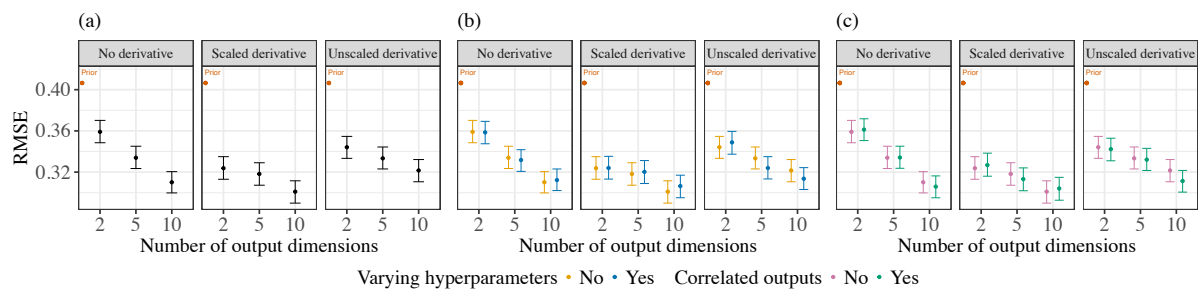 (a)
(b)
(c)
No derivative
Scaled derivative
Unscaled derivative
No derivative
Scaled derivative
Unscaled derivative
No derivative
Scaled derivative
Unscaled derivative
Prior
Prior
Prior
Prior
Prior
Prior
Prior
Prior
Prior
RMSE
0.40
0.36
0.32
2 5 10
2 5 10
2 5 10
2 5 10
2 5 10
2 5 10
2 5 10
2 5 10
2 5 10
Number of output dimensions
Number of output dimensions
Number of output dimensions
Varying hyperparameters No Yes
Correlated outputs No Yes